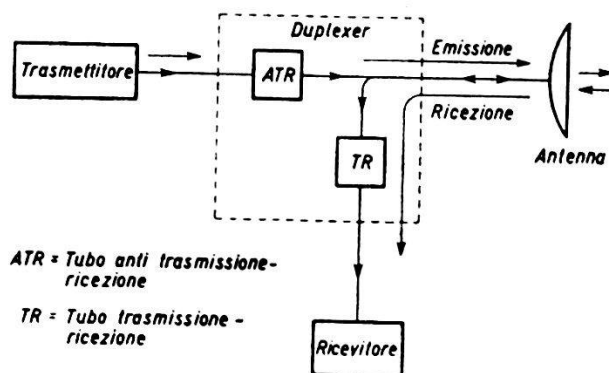 Duplexer
Trasmettitore
ATR
Emissione
Ricezione
Antenna
TR
ATR = Tubo anti trasmissione-
ricezione
TR = Tubo trasmissione-
ricezione
Ricevitore